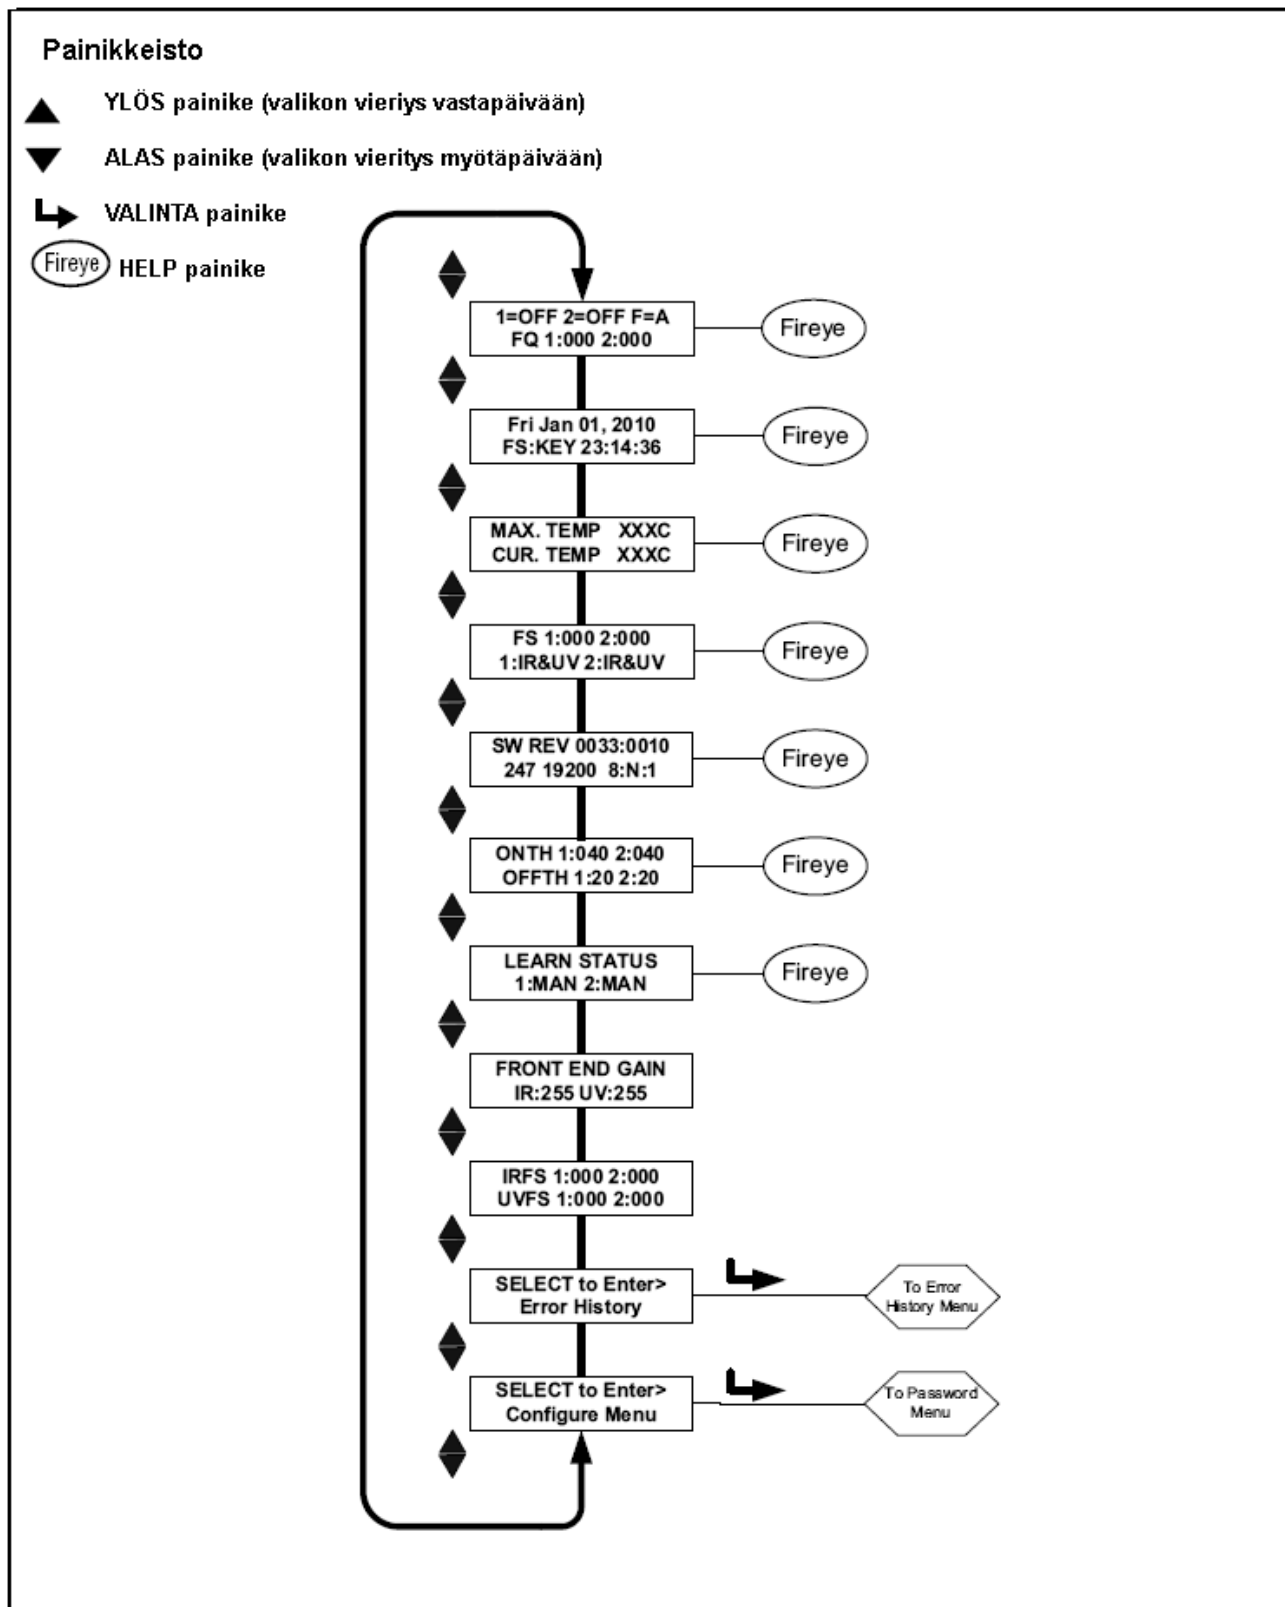 Painikkeisto
YLÖS painike (valikon vieriys vastapäivään)
ALAS painike (valikon vieritys myötäpäivään)
VALINTA painike
Fireye HELP painike
1=OFF 2=OFF F=A
FQ 1:000 2:000
Fireye
Fri Jan 01, 2010
FS:KEY 23:14:36
Fireye
MAX. TEMP XXXC
CUR. TEMP XXXC
Fireye
FS 1:000 2:000
1:IR&UV 2:IR&UV
Fireye
SW REV 0033:0010
247 19200 8:N:1
Fireye
ONTH 1:040 2:040
OFFTH 1:20 2:20
Fireye
LEARN STATUS
1:MAN 2:MAN
Fireye
FRONT END GAIN
IR:255 UV:255
IRFS 1:000 2:000
UVFS 1:000 2:000
SELECT to Enter>
Error History
To Error
History Menu
SELECT to Enter>
Configure Menu
To Password
Menu